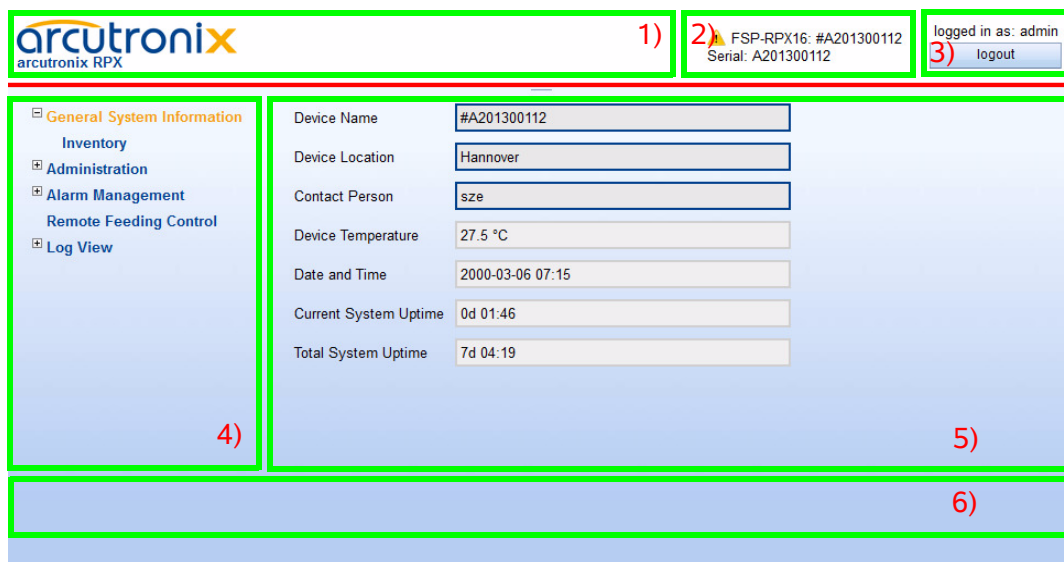 arcutronix
arcutronix RPX
1)
2)
FSP-RPX16: #A201300112
Serial: A201300112
logged in as: admin
3)
logout
General System Information
Inventory
Administration
Alarm Management
Remote Feeding Control
Log View
4)
Device Name #A201300112
Device Location Hannover
Contact Person sze
Device Temperature 27.5 °C
Date and Time 2000-03-06 07:15
Current System Uptime 0d 01:46
Total System Uptime 7d 04:19
5)
6)